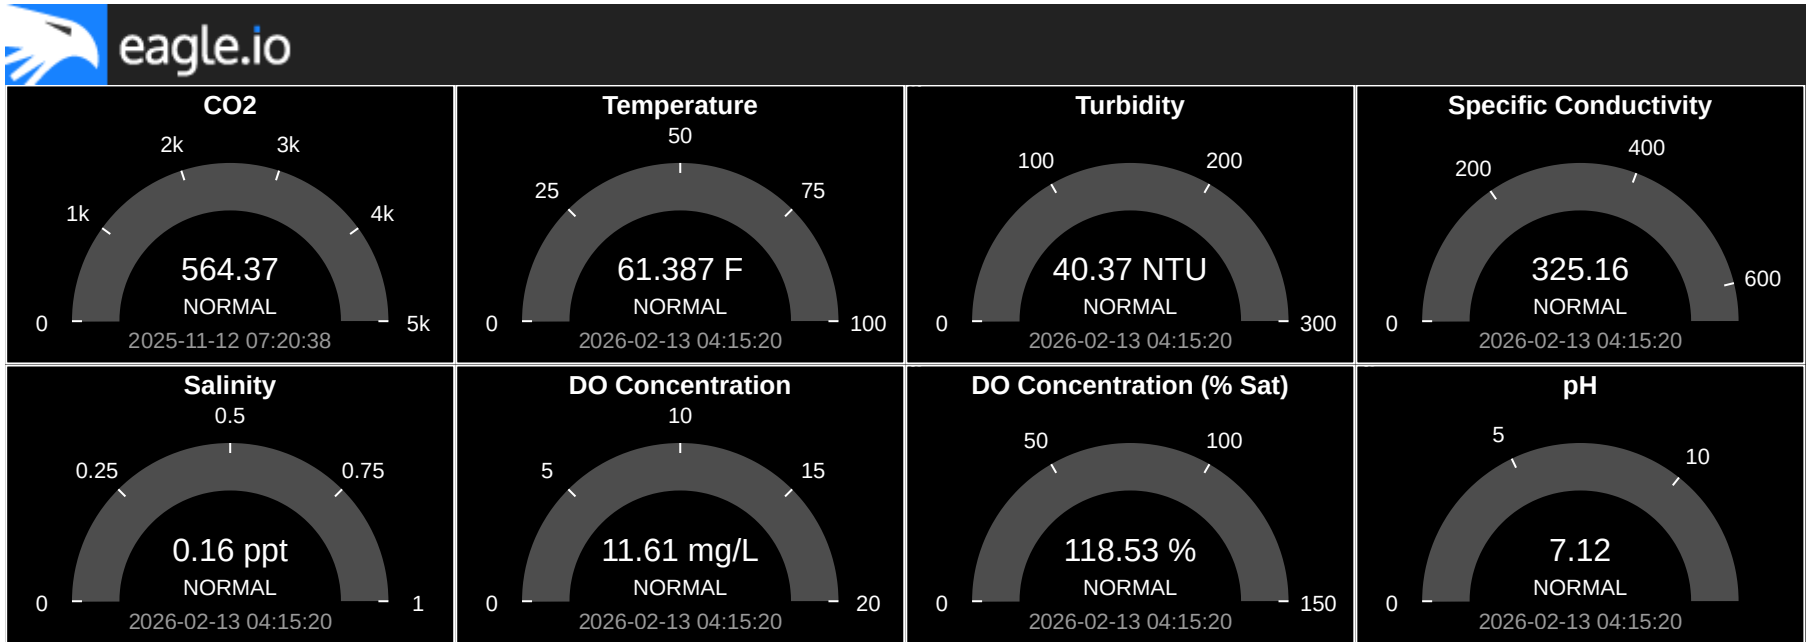 eagle.io
CO2
0
1k
2k
3k
4k
5k
564.37
NORMAL
2025-11-12 07:20:38
Temperature
0
25
50
75
100
61.387 F
NORMAL
2026-02-13 04:15:20
Turbidity
0
100
200
300
40.37 NTU
NORMAL
2026-02-13 04:15:20
Specific Conductivity
0
200
400
600
325.16
NORMAL
2026-02-13 04:15:20
Salinity
0
0.25
0.5
0.75
1
0.16 ppt
NORMAL
2026-02-13 04:15:20
DO Concentration
0
5
10
15
20
11.61 mg/L
NORMAL
2026-02-13 04:15:20
DO Concentration (% Sat)
0
50
100
150
118.53 %
NORMAL
2026-02-13 04:15:20
pH
0
5
10
7.12
NORMAL
2026-02-13 04:15:20